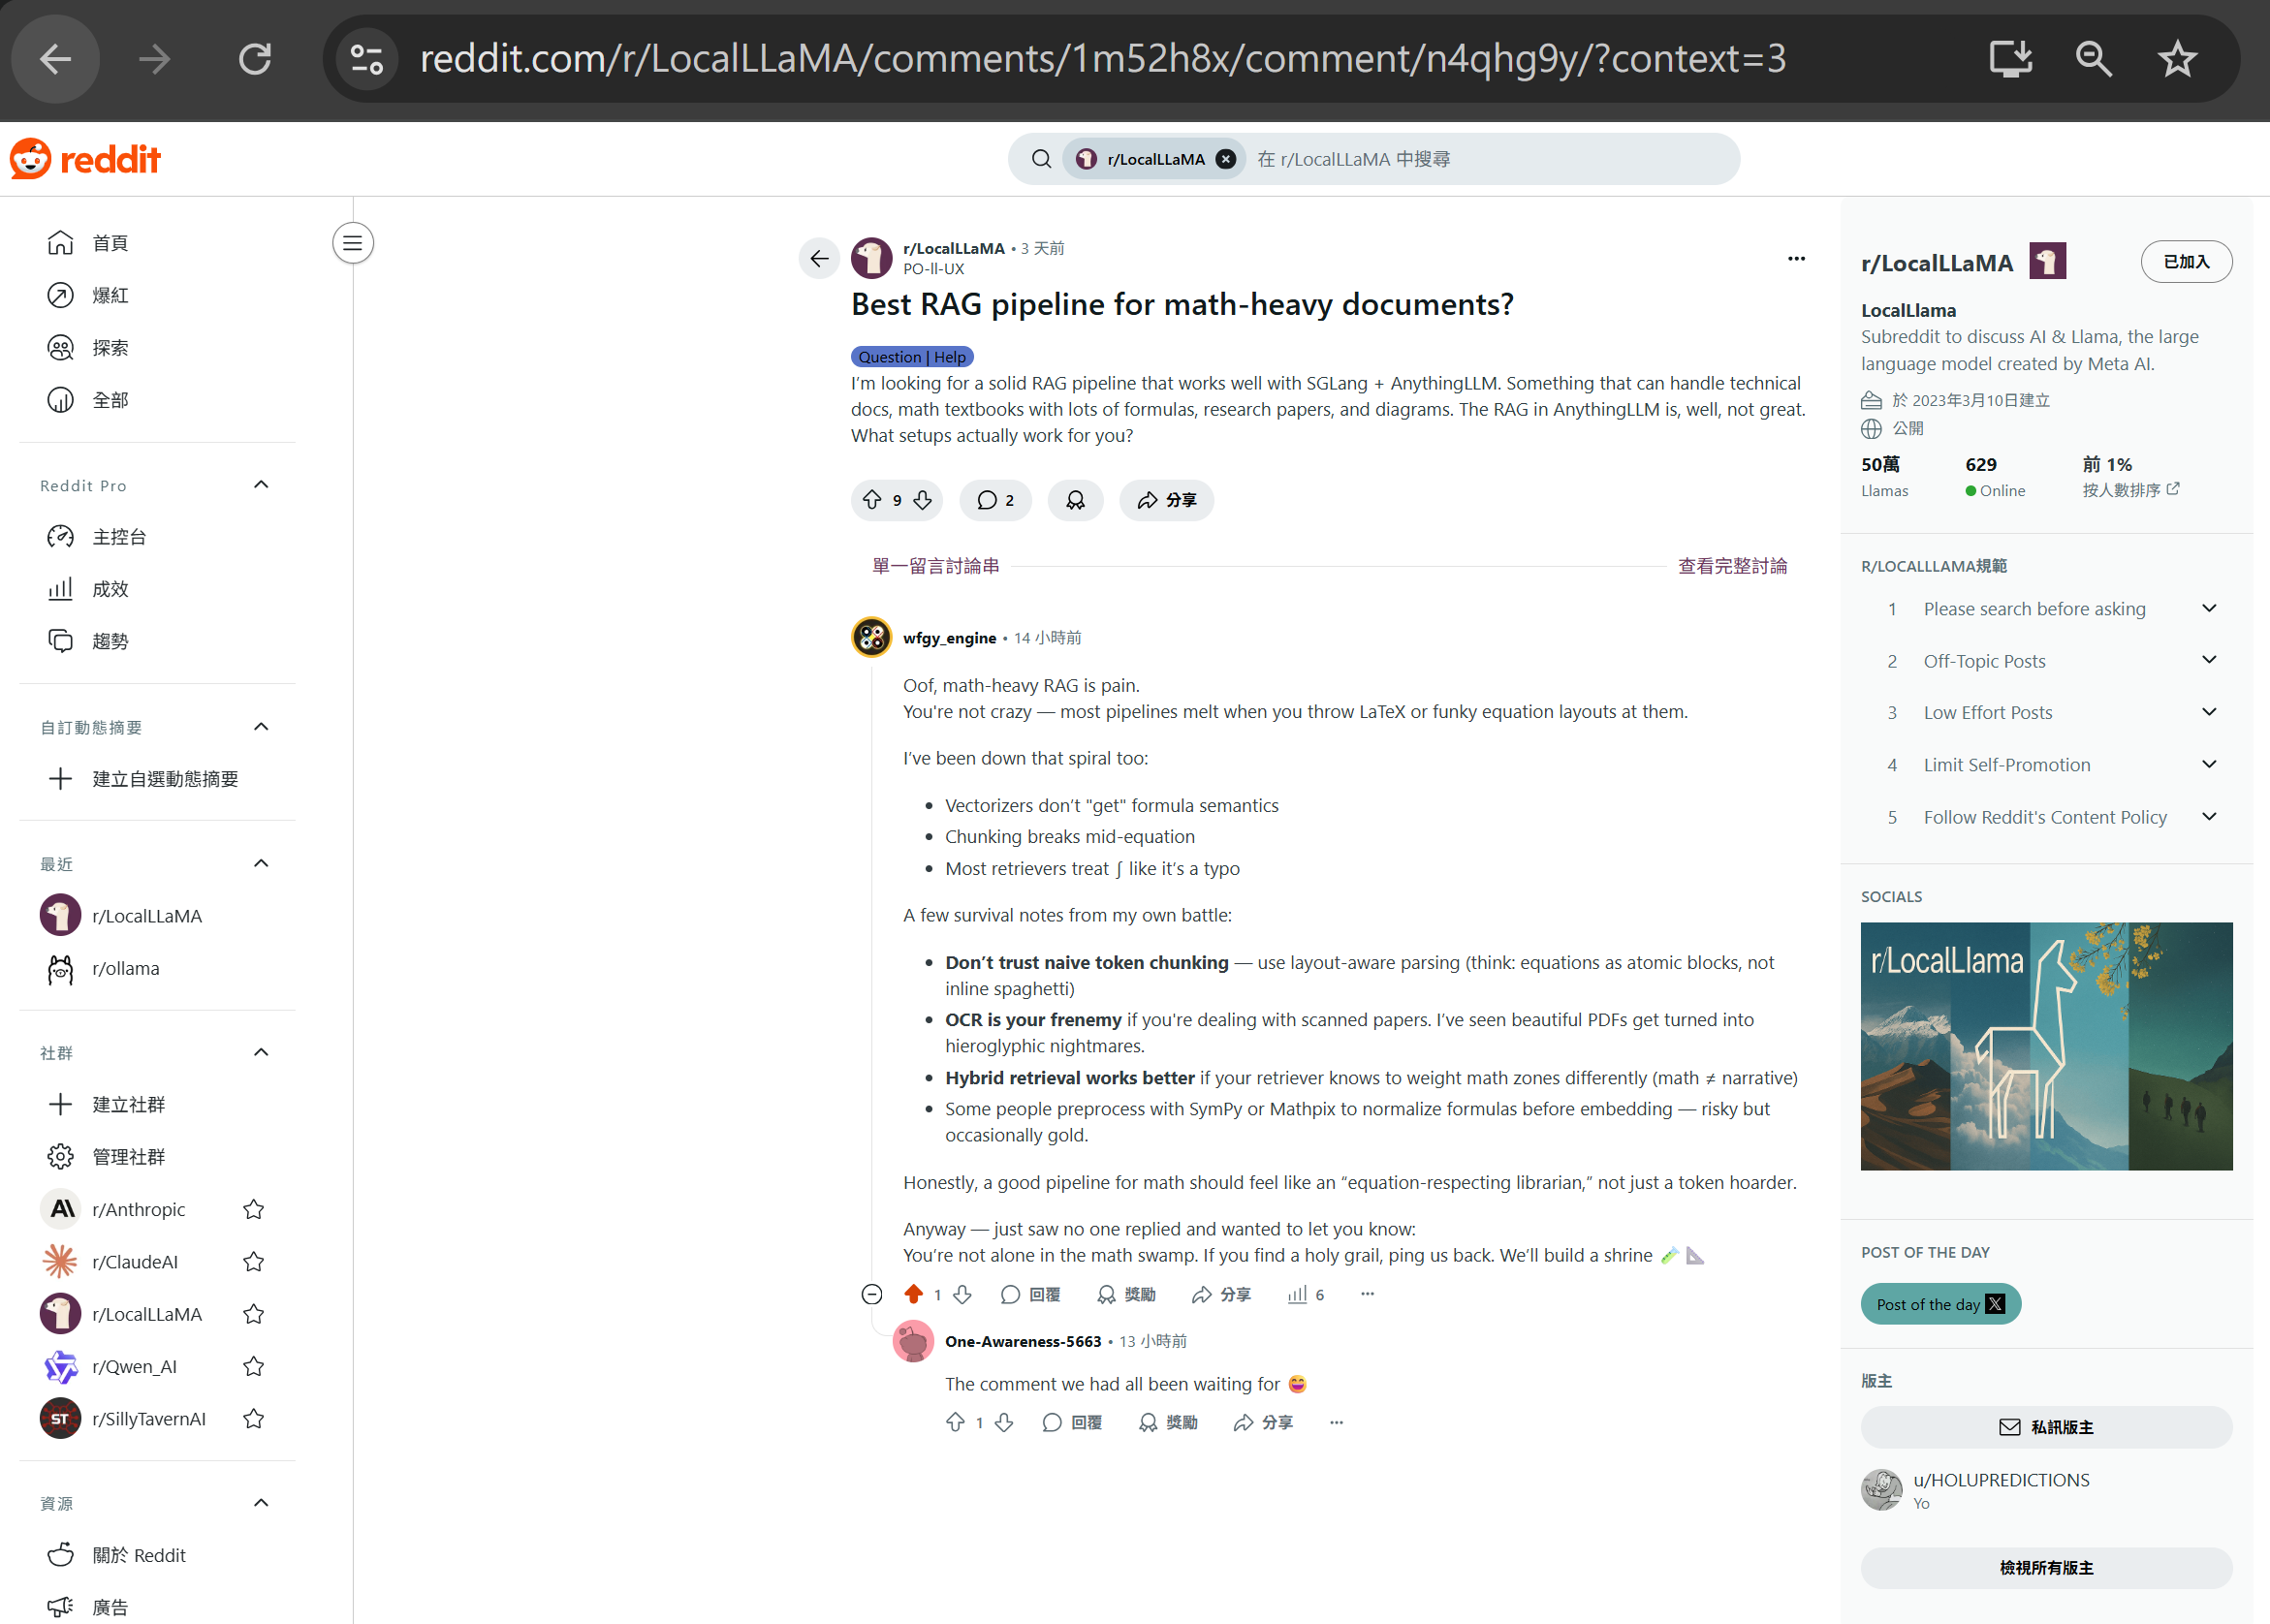 reddit.com/r/LocalLLaMA/comments/1m52h8x/comment/n4qhg9y/?context=3
reddit
r/LocalLLaMA
在 r/LocalLLaMA 中搜尋
首頁
爆紅
探索
全部
Reddit Pro
主控台
成效
趨勢
自訂動態摘要
建立自選動態摘要
最近
r/LocalLLaMA
r/ollama
社群
建立社群
管理社群
r/Anthropic
r/ClaudeAI
r/LocalLLaMA
r/Qwen_AI
ST
r/SillyTavernAI
資源
關於 Reddit
廣告
r/LocalLLaMA • 3 天前
PO-ll-UX
Best RAG pipeline for math-heavy documents?
Question | Help
I’m looking for a solid RAG pipeline that works well with SGLang + AnythingLLM. Something that can handle technical
docs, math textbooks with lots of formulas, research papers, and diagrams. The RAG in AnythingLLM is, well, not great.
What setups actually work for you?
9
2
分享
單一留言討論串
查看完整討論
wfgy_engine • 14 小時前
Oof, math-heavy RAG is pain.
You're not crazy — most pipelines melt when you throw LaTeX or funky equation layouts at them.
I’ve been down that spiral too:
• Vectorizers don’t "get" formula semantics
• Chunking breaks mid-equation
• Most retrievers treat ∫ like it’s a typo
A few survival notes from my own battle:
• Don’t trust naive token chunking — use layout-aware parsing (think: equations as atomic blocks, not
inline spaghetti)
• OCR is your frenemy if you're dealing with scanned papers. I’ve seen beautiful PDFs get turned into
hieroglyphic nightmares.
• Hybrid retrieval works better if your retriever knows to weight math zones differently (math ≠ narrative)
• Some people preprocess with SymPy or Mathpix to normalize formulas before embedding — risky but
occasionally gold.
Honestly, a good pipeline for math should feel like an “equation-respecting librarian,” not just a token hoarder.
Anyway — just saw no one replied and wanted to let you know:
You’re not alone in the math swamp. If you find a holy grail, ping us back. We’ll build a shrine 🧪 📐
1
回覆
獎勵
分享
6
One-Awareness-5663 • 13 小時前
The comment we had all been waiting for 😄
1
回覆
獎勵
分享
r/LocalLLaMA
已加入
LocalLlama
Subreddit to discuss AI & Llama, the large
language model created by Meta AI.
於 2023年3月10日建立
公開
50萬
629
前 1%
Llamas
Online
按人數排序
R/LOCALLLAMA規範
1 Please search before asking
2 Off-Topic Posts
3 Low Effort Posts
4 Limit Self-Promotion
5 Follow Reddit's Content Policy
SOCIALS
r/LocalLlama
POST OF THE DAY
Post of the day
版主
私訊版主
u/HOLUPREDICTIONS
Yo
檢視所有版主